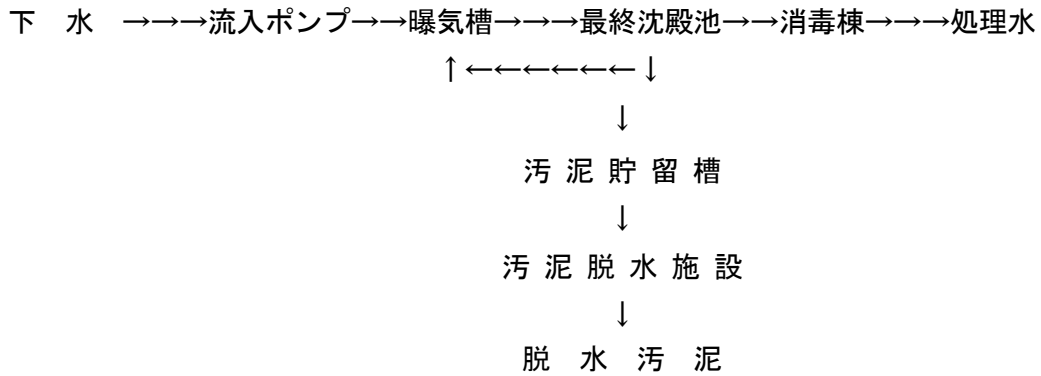 下　水　→→→流入ポンプ→→曝気槽→→→最終沈殿池→→消毒棟→→→処理水
↑←←←←←←↓
↓
汚 泥 貯 留 槽
↓
汚 泥 脱 水 施 設
↓
脱　水　汚　泥